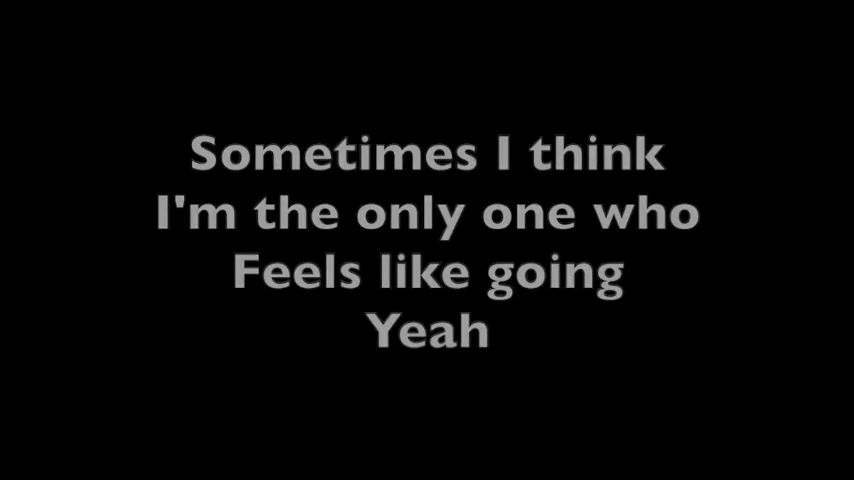 Sometimes I think
I'm the only one who
Feels like going
Yeah